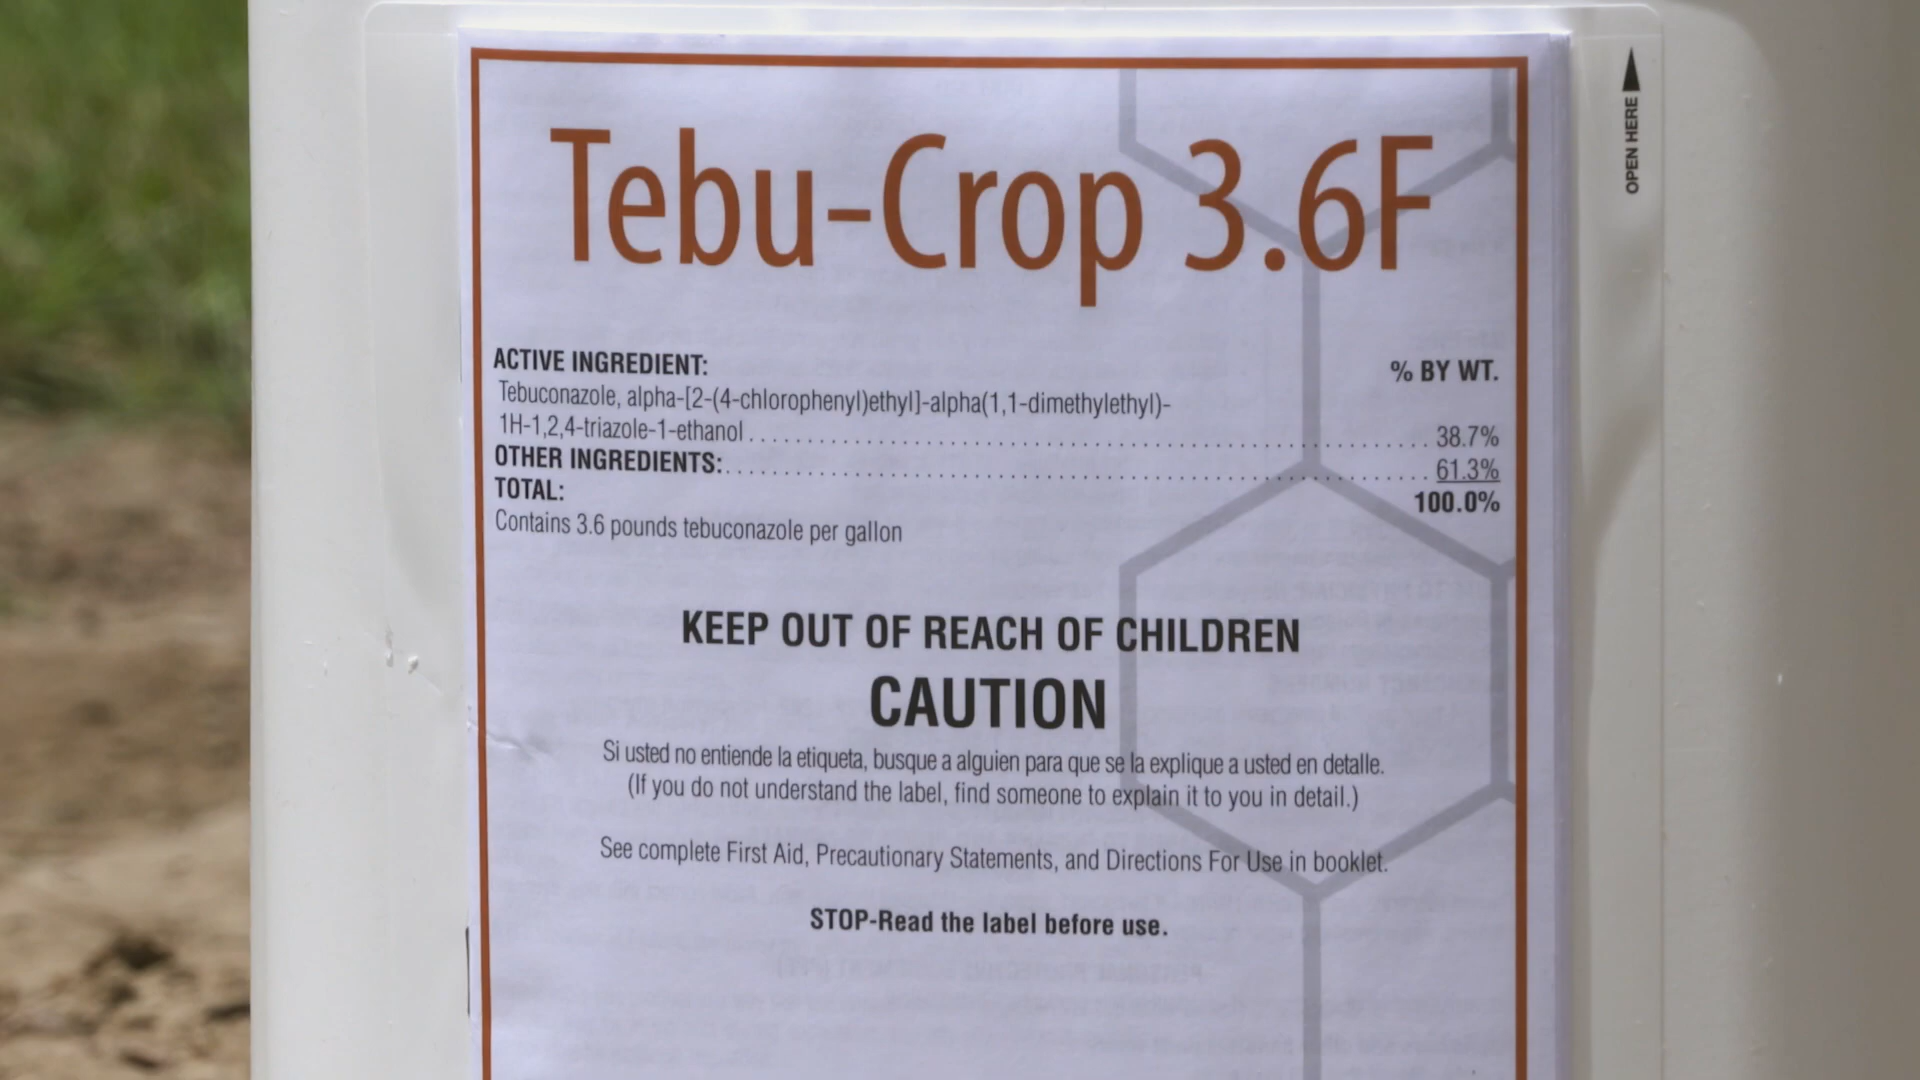 Tebu-Crop 3.6F
OPEN HERE
ACTIVE INGREDIENT: % BY WT.
Tebuconazole, alpha-[2-(4-chlorophenyl)ethyl]-alpha(1,1-dimethylethyl)-
1H-1,2,4-triazole-1-ethanol 38.7%
OTHER INGREDIENTS: 61.3%
TOTAL: 100.0%
Contains 3.6 pounds tebuconazole per gallon
KEEP OUT OF REACH OF CHILDREN
CAUTION
Si usted no entiende la etiqueta, busque a alguien para que se la explique a usted en detalle.
(If you do not understand the label, find someone to explain it to you in detail.)
See complete First Aid, Precautionary Statements, and Directions For Use in booklet.
STOP-Read the label before use.